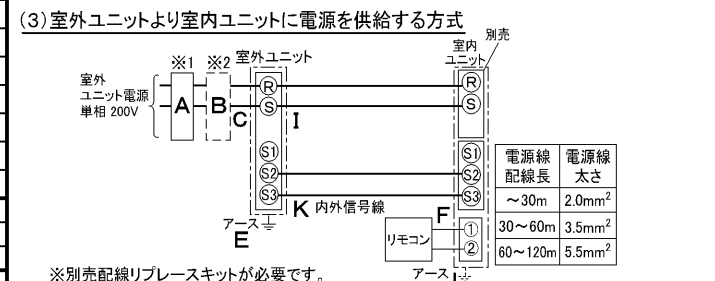 (3)室外ユニットより室内ユニットに電源を供給する方式
※1 ※2 室外ユニット
室内
ユニット
別売
室外
ユニット電源
単相 200V
A B C I
R R
S S
S1 S1
S2 S2
S3 S3
K 内外信号線
アース
E
F
リモコン
①
②
アース
電源線
配線長
電源線
太さ
～30m 2.0mm²
30～60m 3.5mm²
60～120m 5.5mm²
※別売配線リプレースキットが必要です。